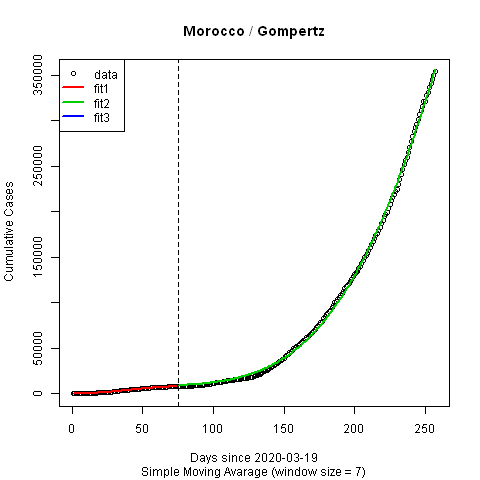 Morocco / Gompertz
data
fit1
fit2
fit3
Cumulative Cases
350000
250000
150000
50000
0
0 50 100 150 200 250
Days since 2020-03-19
Simple Moving Avarage (window size = 7)